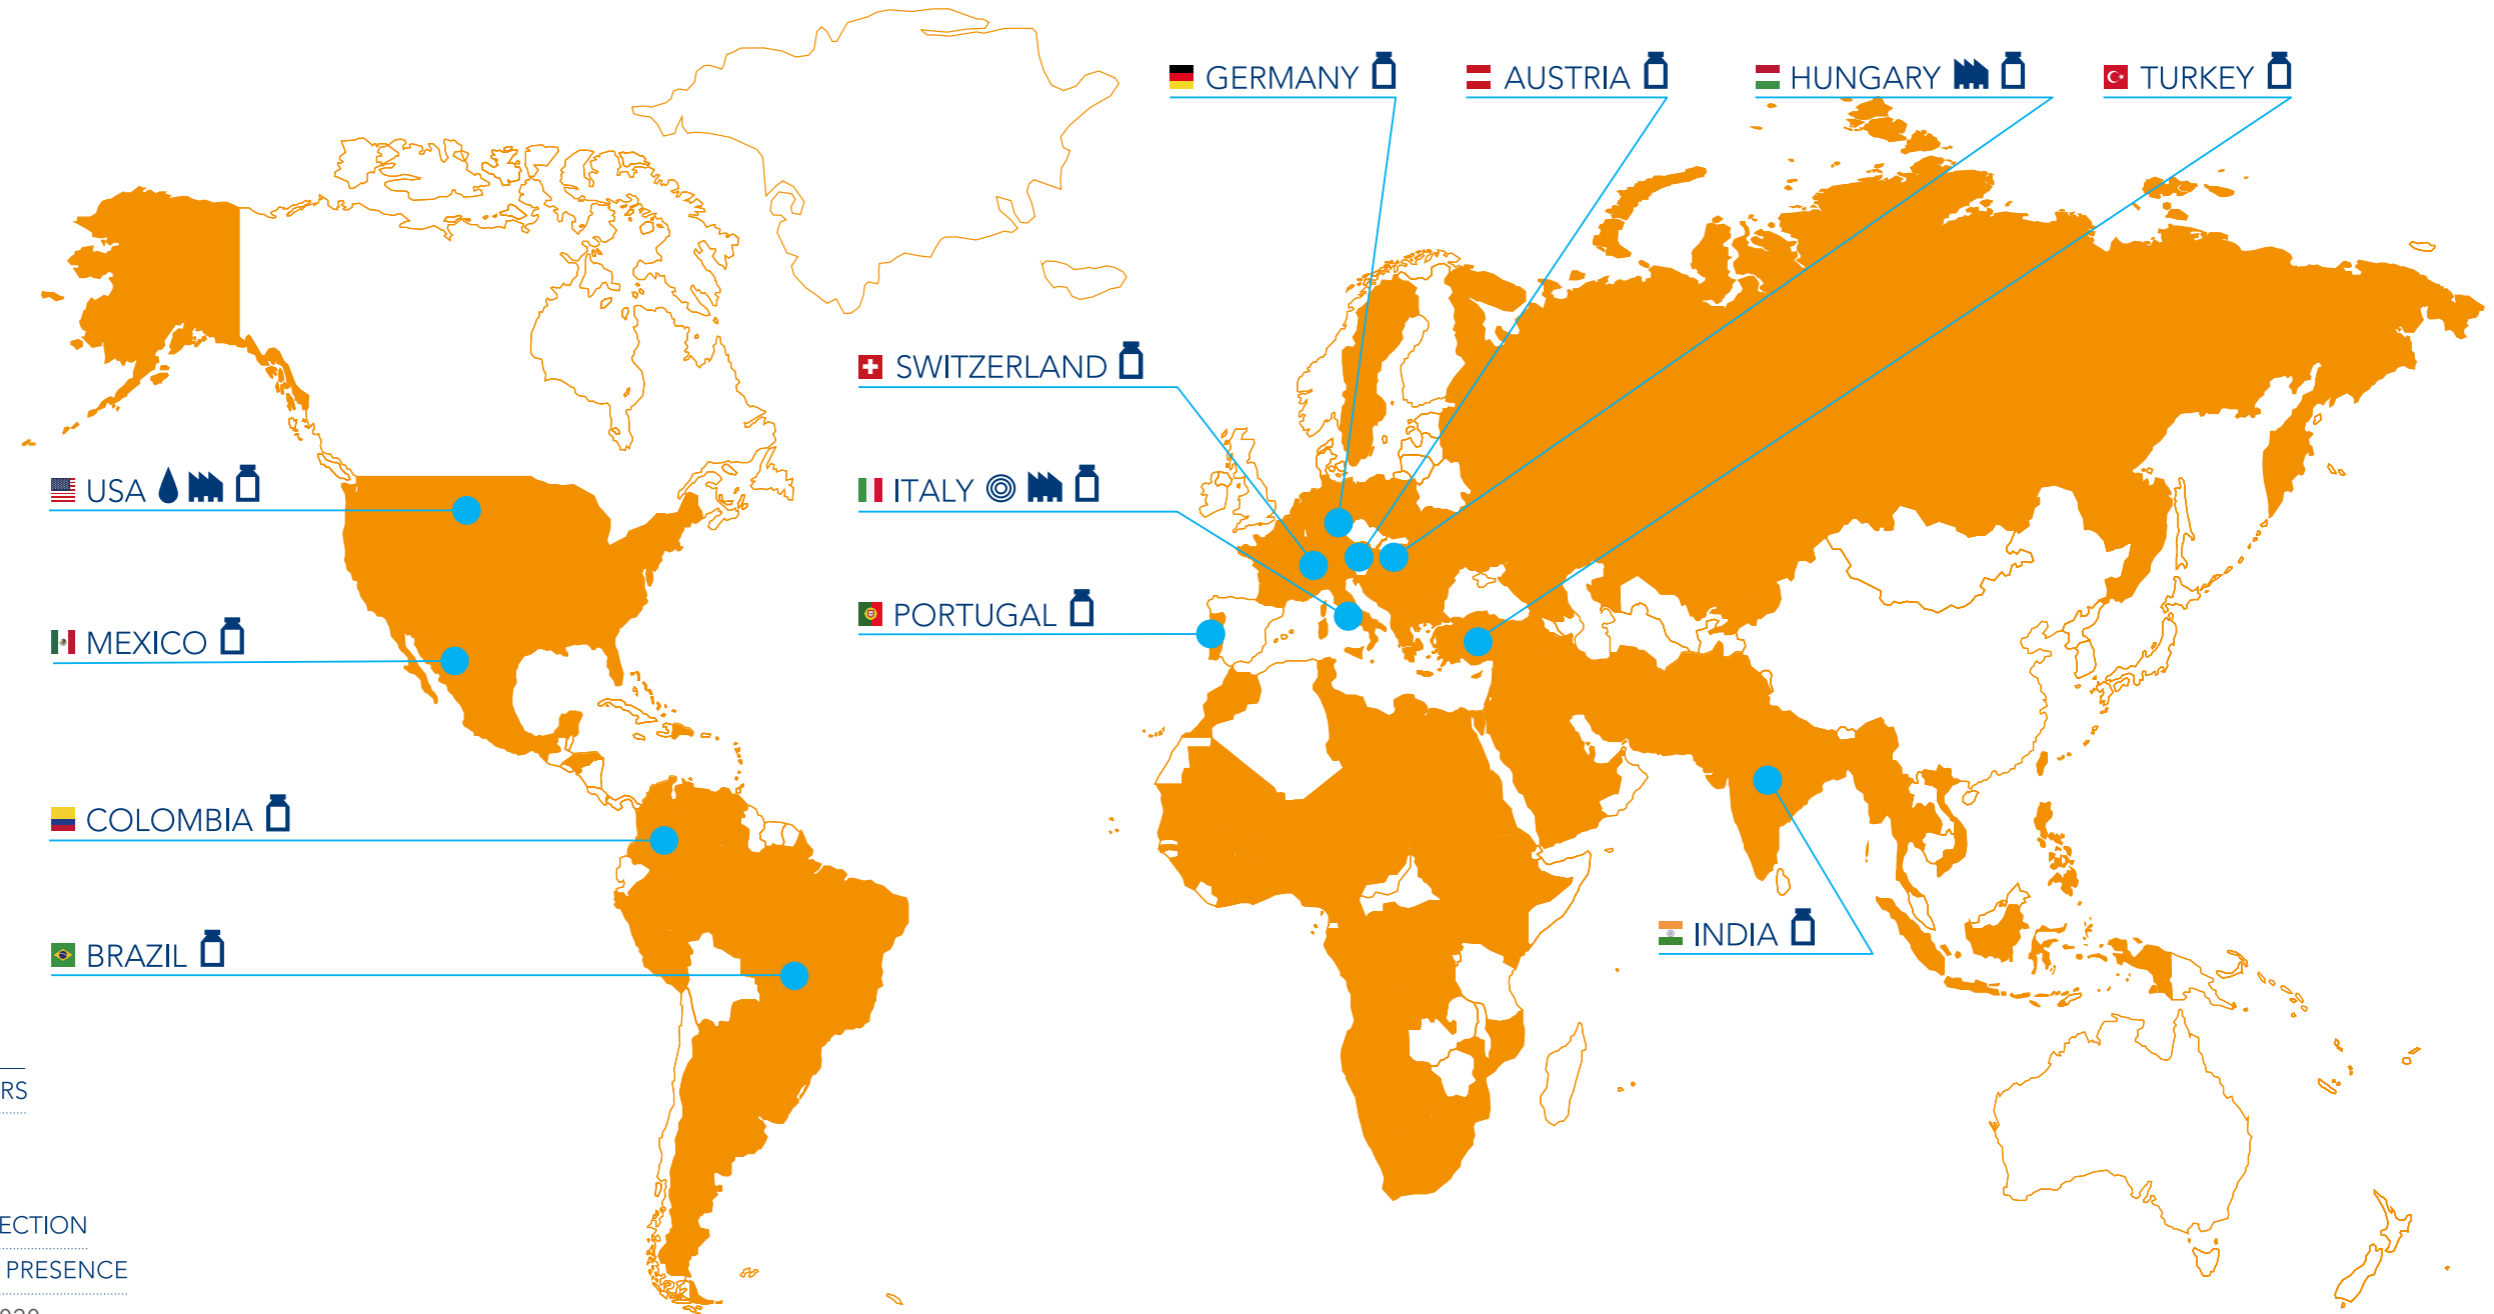 GERMANY
AUSTRIA
HUNGARY
TURKEY
SWITZERLAND
USA
ITALY
PORTUGAL
MEXICO
COLOMBIA
BRAZIL
INDIA
RS
ECTION
PRESENCE